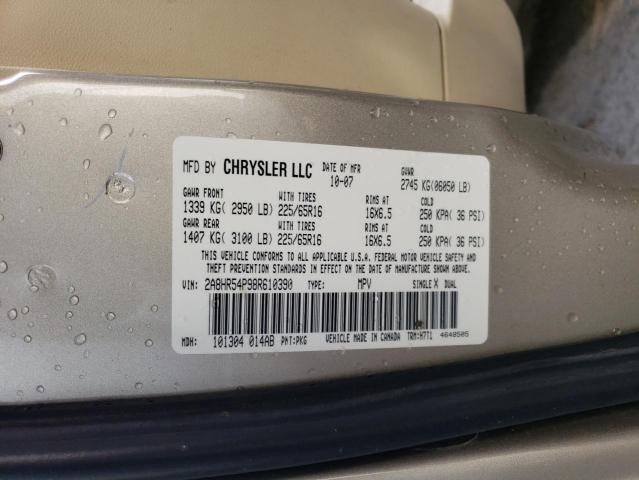 MFD BY CHRYSLER LLC DATE OF MFR 10-07 GVWR 2745 KG(06050 LB)
GAWR FRONT WITH TIRES RIMS AT COLD
1339 KG( 2950 LB) 225/65R16 16X6.5 250 KPA( 36 PSI)
GAWR REAR WITH TIRES RIMS AT COLD
1407 KG( 3100 LB) 225/65R16 16X6.5 250 KPA( 36 PSI)
THIS VEHICLE CONFORMS TO ALL APPLICABLE U.S.A. FEDERAL MOTOR VEHICLE SAFETY AND
THEFT PREVENTION STANDARDS IN EFFECT ON THE DATE OF MANUFACTURE SHOWN ABOVE.
VIN: 2A8HR54P98R610390 TYPE: MPV SINGLE X DUAL
MDH: 101304 014AB PNT:PKG VEHICLE MADE IN CANADA TRM:H7T1 4648505